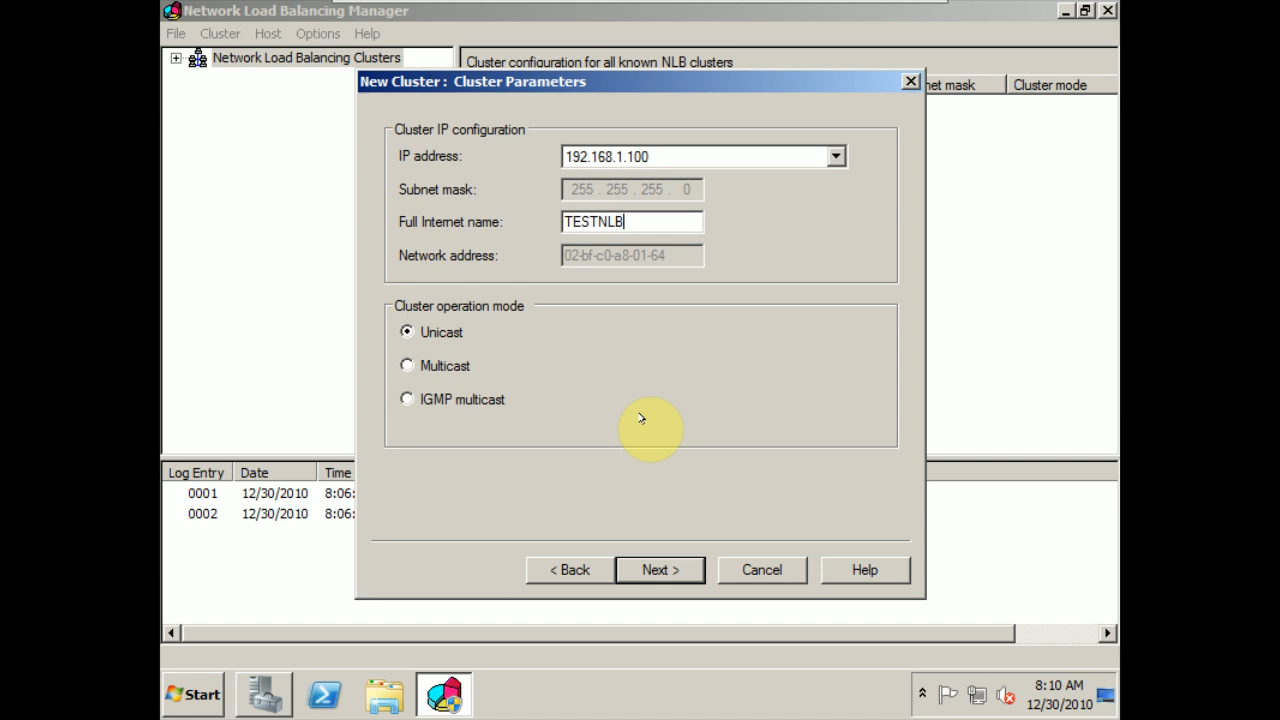 Network Load Balancing Manager
File Cluster Host Options Help
Network Load Balancing Clusters
Cluster configuration for all known NLB clusters
net mask Cluster mode
New Cluster : Cluster Parameters
Cluster IP configuration
IP address: 192.168.1.100
Subnet mask: 255 . 255 . 255 . 0
Full Internet name: TESTNLB
Network address: 02-bf-c0-a8-01-64
Cluster operation mode
Unicast
Multicast
IGMP multicast
Log Entry Date Time
0001 12/30/2010 8:06:
0002 12/30/2010 8:06:
< Back Next > Cancel Help
Start
8:10 AM
12/30/2010